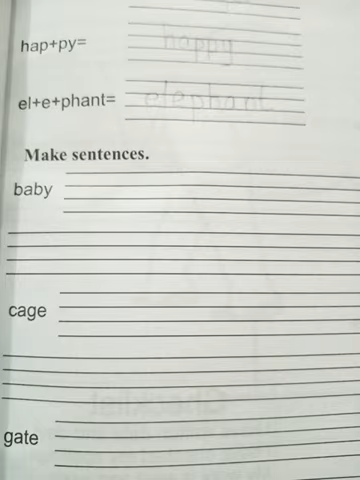 hap+py= happy
el+e+phant= elephant
Make sentences.
baby
cage
gate